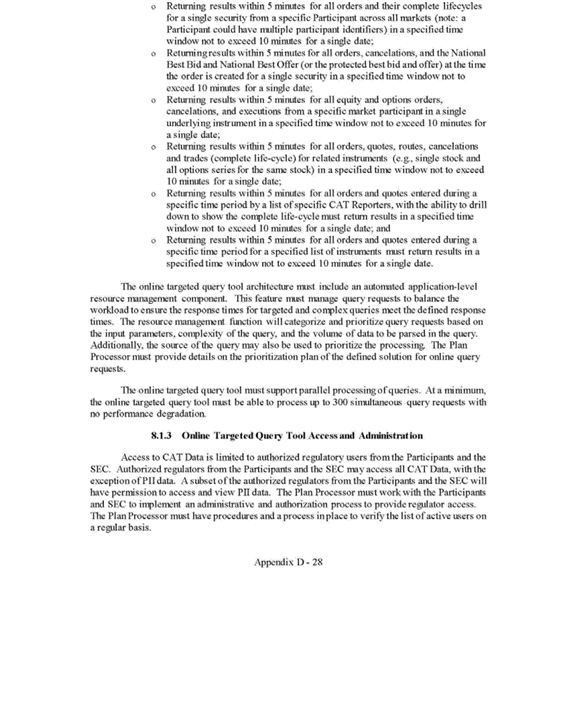 o Returning results within 5 minutes for all orders and their complete lifecycles
for a single security from a specific Participant across all markets (note: a
Participant could have multiple participant identifiers) in a specified time
window not to exceed 10 minutes for a single date;
o Returning results within 5 minutes for all orders, cancelations, and the National
Best Bid and National Best Offer (or the protected best bid and offer) at the time
the order is created for a single security in a specified time window not to
exceed 10 minutes for a single date;
o Returning results within 5 minutes for all equity and options orders,
cancelations, and executions from a specific market participant in a single
underlying instrument in a specified time window not to exceed 10 minutes for
a single date;
o Returning results within 5 minutes for all orders, quotes, routes, cancelations
and trades (complete life-cycle) for related instruments (e.g., single stock and
all options series for the same stock) in a specified time window not to exceed
10 minutes for a single date;
o Returning results within 5 minutes for all orders and quotes entered during a
specific time period by a list of specific CAT Reporters, with the ability to drill
down to show the complete life-cycle must return results in a specified time
window not to exceed 10 minutes for a single date; and
o Returning results within 5 minutes for all orders and quotes entered during a
specific time period for a specified list of instruments must return results in a
specified time window not to exceed 10 minutes for a single date.
The online targeted query tool architecture must include an automated application-level
resource management component. This feature must manage query requests to balance the
workload to ensure the response times for targeted and complex queries meet the defined response
times. The resource management function will categorize and prioritize query requests based on
the input parameters, complexity of the query, and the volume of data to be parsed in the query.
Additionally, the source of the query may also be used to prioritize the processing. The Plan
Processor must provide details on the prioritization plan of the defined solution for online query
requests.
The online targeted query tool must support parallel processing of queries. At a minimum,
the online targeted query tool must be able to process up to 300 simultaneous query requests with
no performance degradation.
8.1.3 Online Targeted Query Tool Access and Administration
Access to CAT Data is limited to authorized regulatory users from the Participants and the
SEC. Authorized regulators from the Participants and the SEC may access all CAT Data, with the
exception of PII data. A subset of the authorized regulators from the Participants and the SEC will
have permission to access and view PII data. The Plan Processor must work with the Participants
and SEC to implement an administrative and authorization process to provide regulator access.
The Plan Processor must have procedures and a process in place to verify the list of active users on
a regular basis.
Appendix D - 28